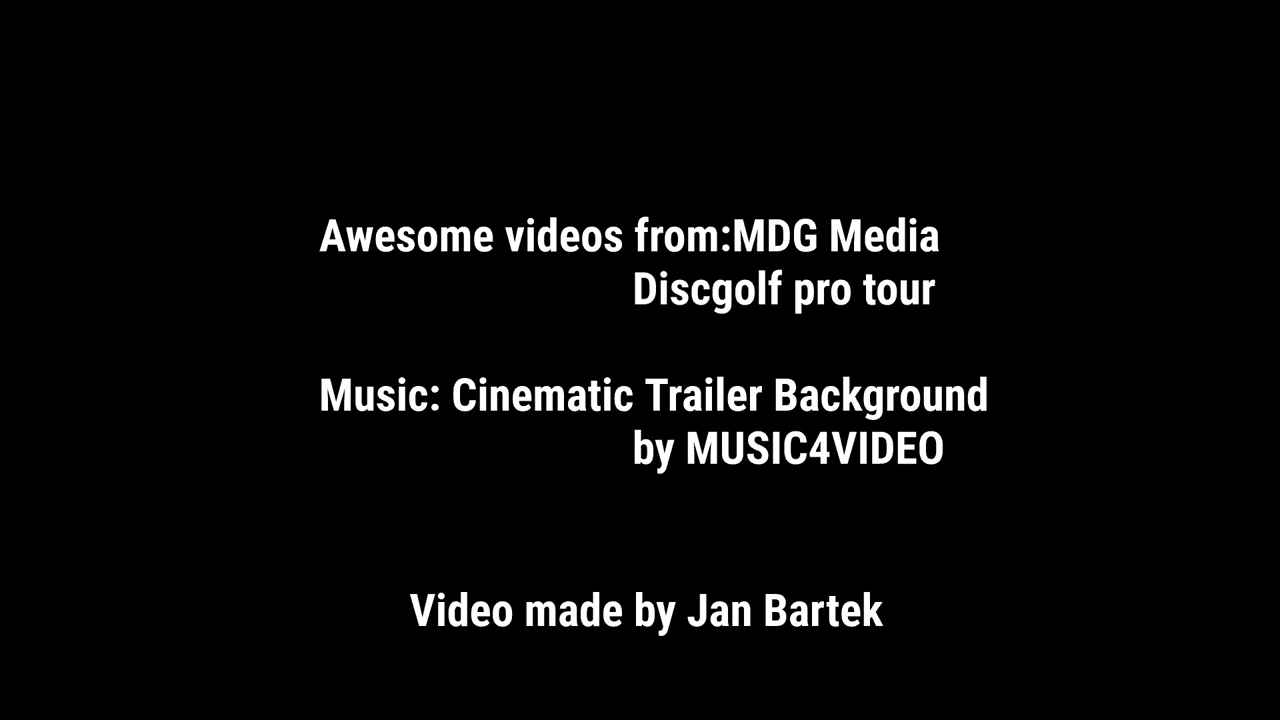 Awesome videos from:MDG Media
Discgolf pro tour
Music: Cinematic Trailer Background
by MUSIC4VIDEO
Video made by Jan Bartek